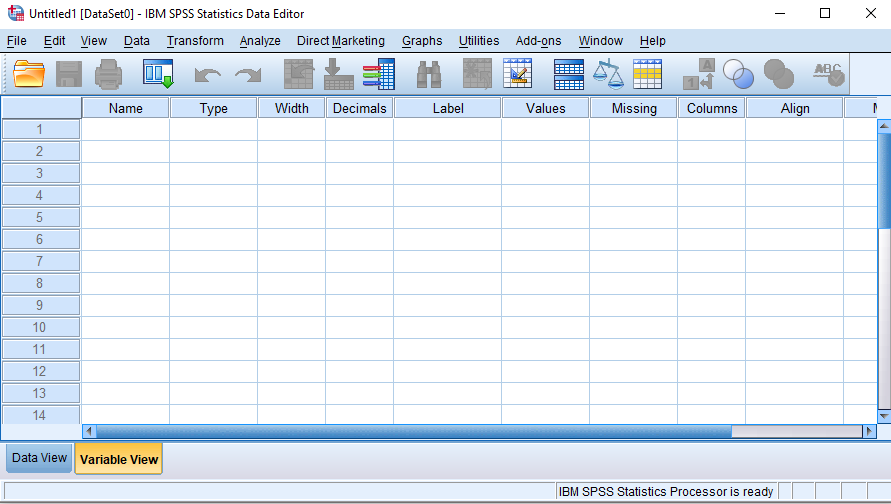 Untitled1 [DataSet0] - IBM SPSS Statistics Data Editor
File Edit View Data Transform Analyze Direct Marketing Graphs Utilities Add-ons Window Help
A
1
ABC
Name Type Width Decimals Label Values Missing Columns Align
1
2
3
4
5
6
7
8
9
10
11
12
13
14
Data View Variable View
IBM SPSS Statistics Processor is ready